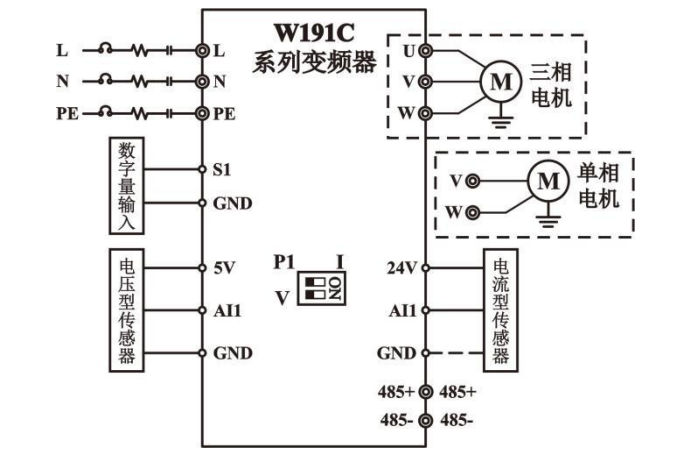 W191C
系列变频器
L
L
N
N
PE
PE
U
V
W
M
三相
电机
V
W
M
单相
电机
数字量输入
S1
GND
电压型传感器
5V
AI1
GND
P1
I
V
ON
24V
AI1
GND
电流型传感器
485+
485+
485-
485-